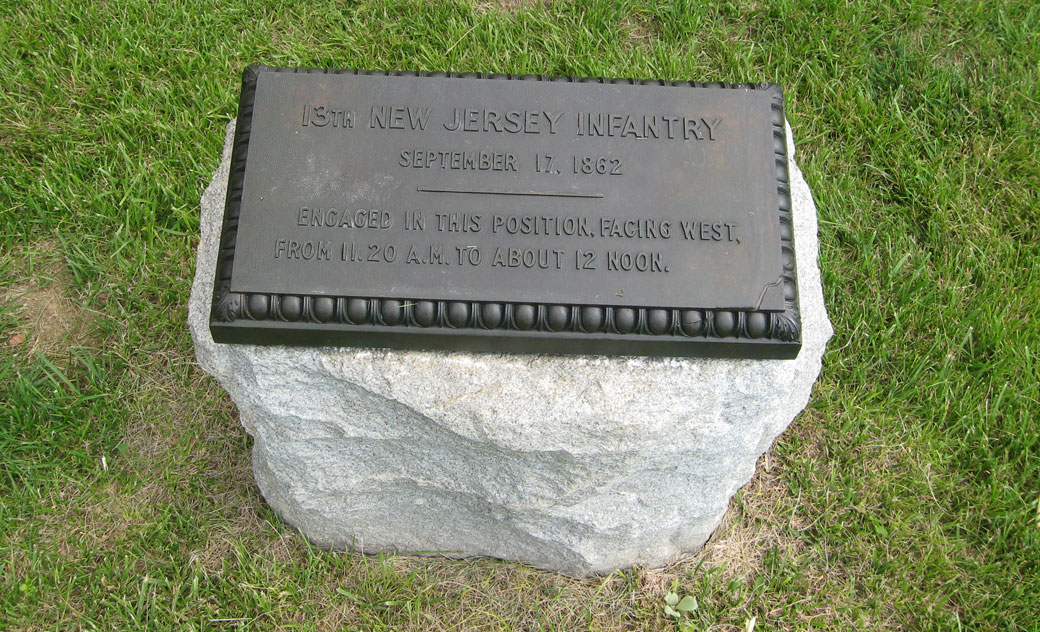 13TH NEW JERSEY INFANTRY
SEPTEMBER 17, 1862
ENGAGED IN THIS POSITION, FACING WEST,
FROM 11.20 A.M. TO ABOUT 12 NOON.